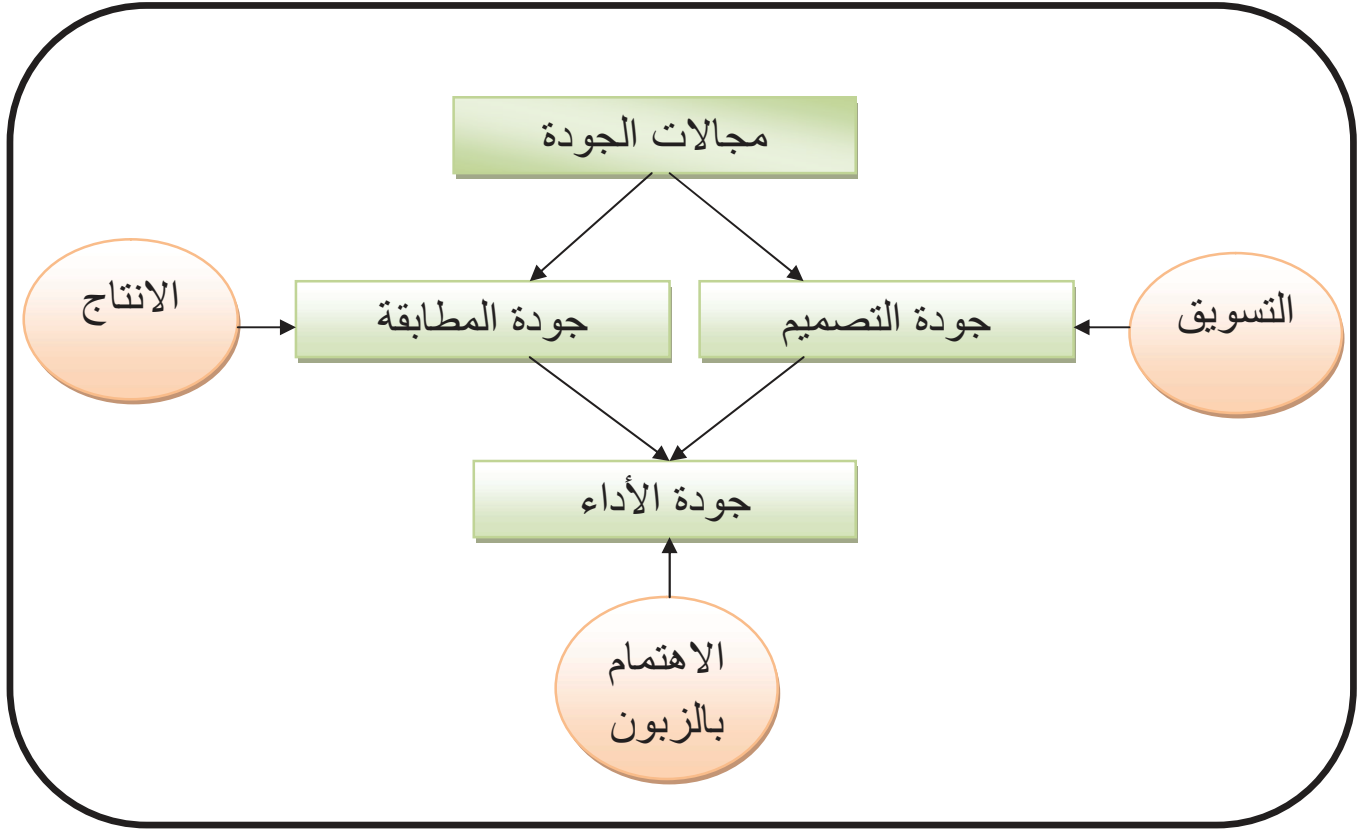 مجالات الجودة
التسويق
جودة التصميم
جودة المطابقة
الانتاج
جودة الأداء
الاهتمام
بالزبون